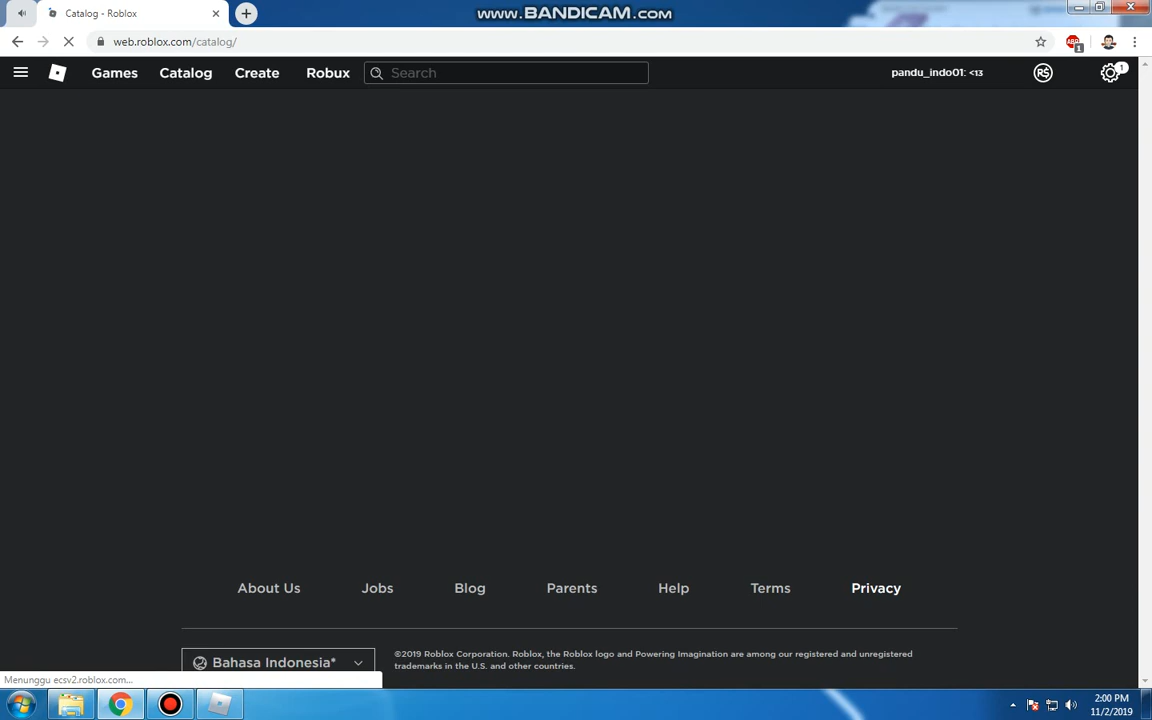 Catalog - Roblox
www.BANDICAM.com
web.roblox.com/catalog/
ABP
1
Games
Catalog
Create
Robux
Search
pandu_indo01: <13
R$
1
About Us
Jobs
Blog
Parents
Help
Terms
Privacy
Bahasa Indonesia*
©2019 Roblox Corporation. Roblox, the Roblox logo and Powering Imagination are among our registered and unregistered
trademarks in the U.S. and other countries.
Menunggu ecsv2.roblox.com...
2:00 PM
11/2/2019